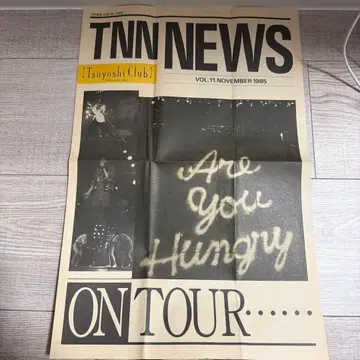 TNN NEWS
[Tsuyoshi Club]
VOL. 11, NOVEMBER 1985
Are
You
Hungry
ON TOUR......